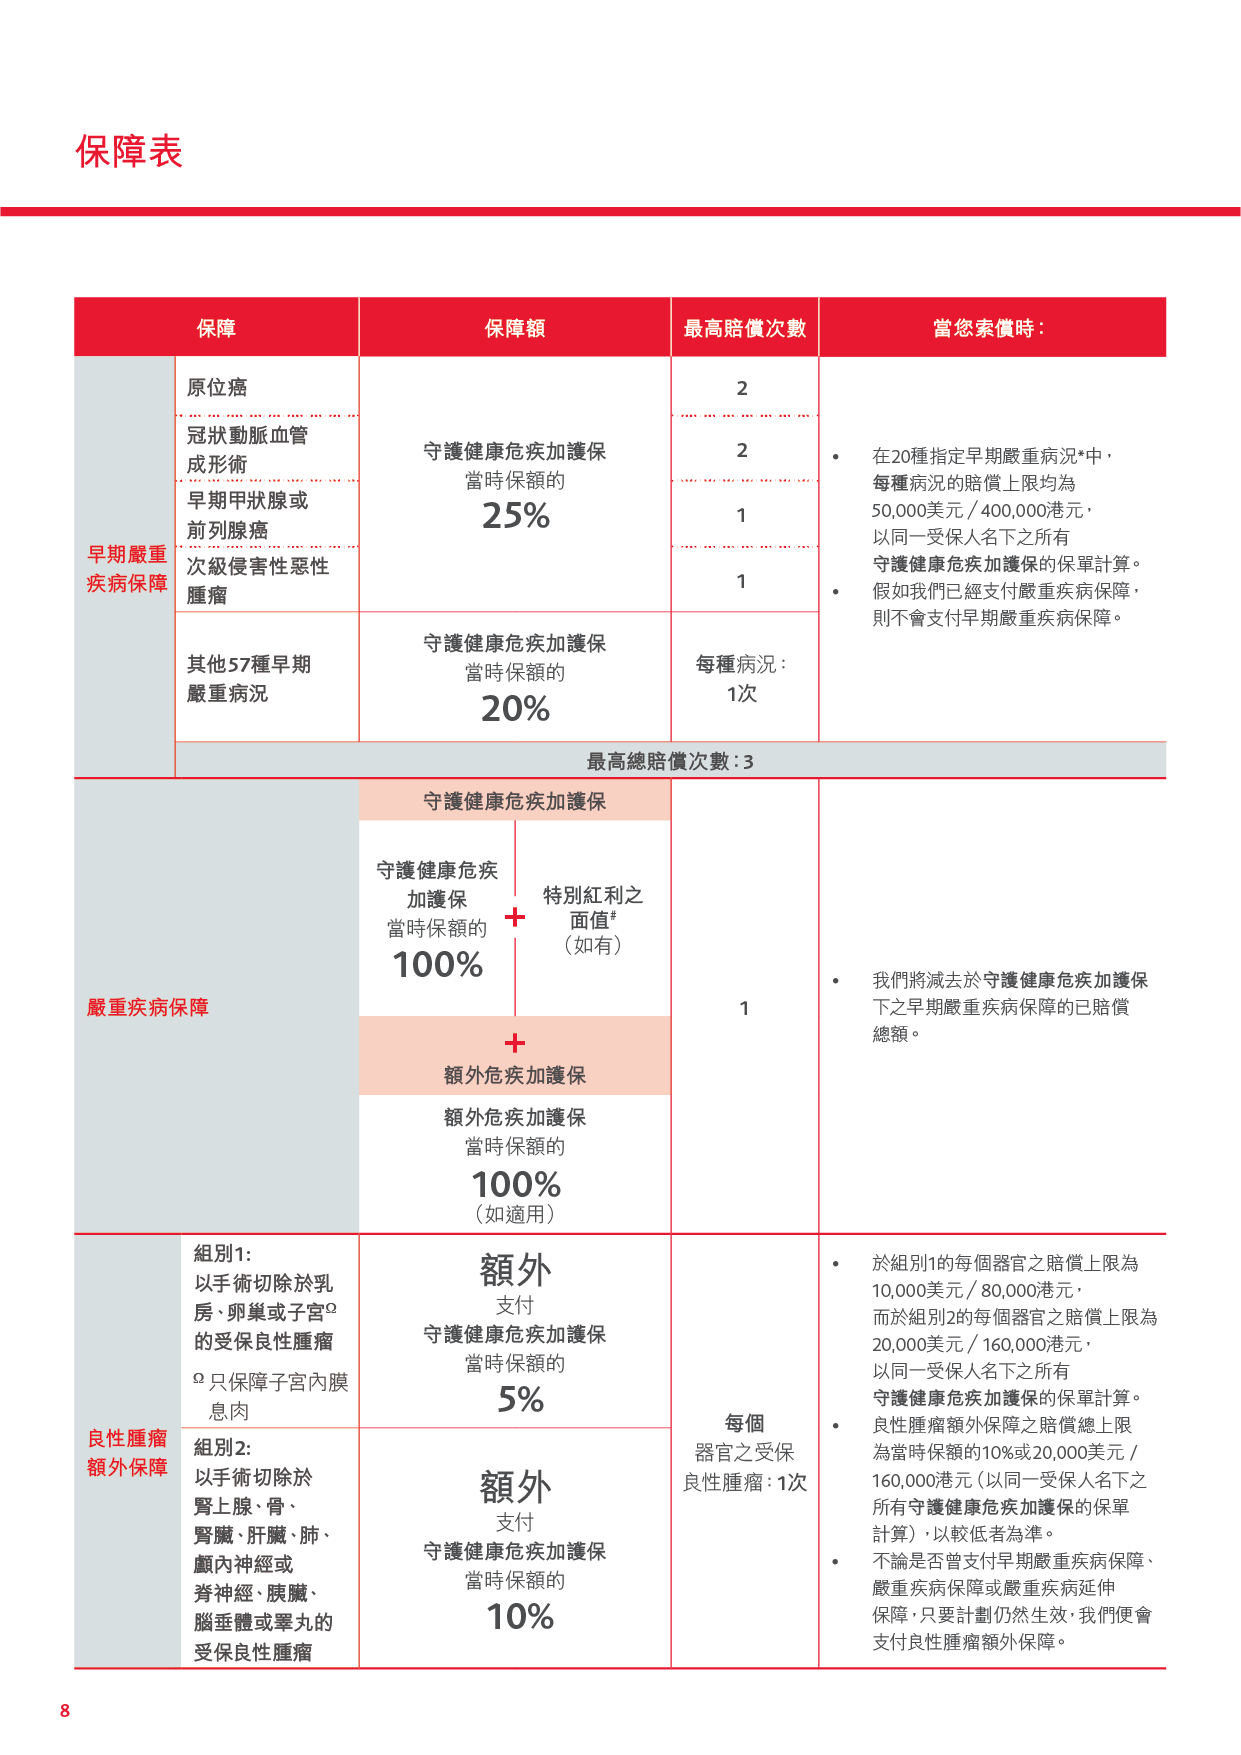 保障表
保障
保障額
最高賠償次數
當您索償時：
早期嚴重
疾病保障
原位癌
冠狀動脈血管
成形術
早期甲狀腺或
前列腺癌
次級侵害性惡性
腫瘤
守護健康危疾加護保
當時保額的
25%
2
2
1
1
其他57種早期
嚴重病況
守護健康危疾加護保
當時保額的
20%
每種病況：
1次
• 在20種指定早期嚴重病況*中，
每種病況的賠償上限均為
50,000美元／400,000港元，
以同一受保人名下之所有
守護健康危疾加護保的保單計算。
• 假如我們已經支付嚴重疾病保障，
則不會支付早期嚴重疾病保障。
最高總賠償次數：3
嚴重疾病保障
守護健康危疾加護保
守護健康危疾
加護保
當時保額的
100%
+
特別紅利之
面值#
（如有）
+
額外危疾加護保
額外危疾加護保
當時保額的
100%
（如適用）
1
• 我們將減去於守護健康危疾加護保
下之早期嚴重疾病保障的已賠償
總額。
良性腫瘤
額外保障
組別1:
以手術切除於乳
房、卵巢或子宮Ω
的受保良性腫瘤
Ω 只保障子宮內膜
息肉
額外
支付
守護健康危疾加護保
當時保額的
5%
組別2:
以手術切除於
腎上腺、骨、
腎臟、肝臟、肺、
顱內神經或
脊神經、胰臟、
腦垂體或睪丸的
受保良性腫瘤
額外
支付
守護健康危疾加護保
當時保額的
10%
每個
器官之受保
良性腫瘤：1次
• 於組別1的每個器官之賠償上限為
10,000美元／80,000港元，
而於組別2的每個器官之賠償上限為
20,000美元／160,000港元，
以同一受保人名下之所有
守護健康危疾加護保的保單計算。
• 良性腫瘤額外保障之賠償總上限
為當時保額的10%或20,000美元 /
160,000港元（以同一受保人名下之
所有守護健康危疾加護保的保單
計算），以較低者為準。
• 不論是否曾支付早期嚴重疾病保障、
嚴重疾病保障或嚴重疾病延伸
保障，只要計劃仍然生效，我們便會
支付良性腫瘤額外保障。
8